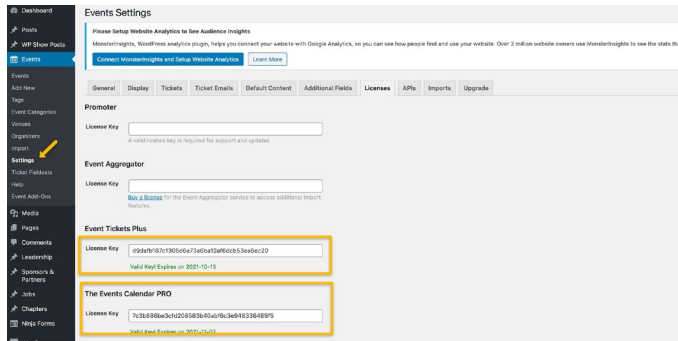 Dashboard
Posts
WP Show Posts
Events
Events
Add New
Tags
Event Categories
Venues
Organizers
Import
Settings
Ticket Fieldsets
Help
Event Add-Ons
Media
Pages
Comments
Leadership
Sponsors &
Partners
Jobs
Chapters
Ninja Forms
Events Settings
Please Setup Website Analytics to See Audience Insights
MonsterInsights, WordPress analytics plugin, helps you connect your website with Google Analytics, so you can see how people find and use your website. Over 2 million website owners use MonsterInsights to see the stats th
Connect MonsterInsights and Setup Website Analytics
Learn More
General Display Tickets Ticket Emails Default Content Additional Fields Licenses APIs Imports Upgrade
Promoter
License Key
A valid license key is required for support and updates
Event Aggregator
License Key
Buy a license for the Event Aggregator service to access additional import
features.
Event Tickets Plus
License Key
Valid Key! Expires on 2021-10-13
The Events Calendar PRO
License Key
Valid Key! Expires on 2021-11-02